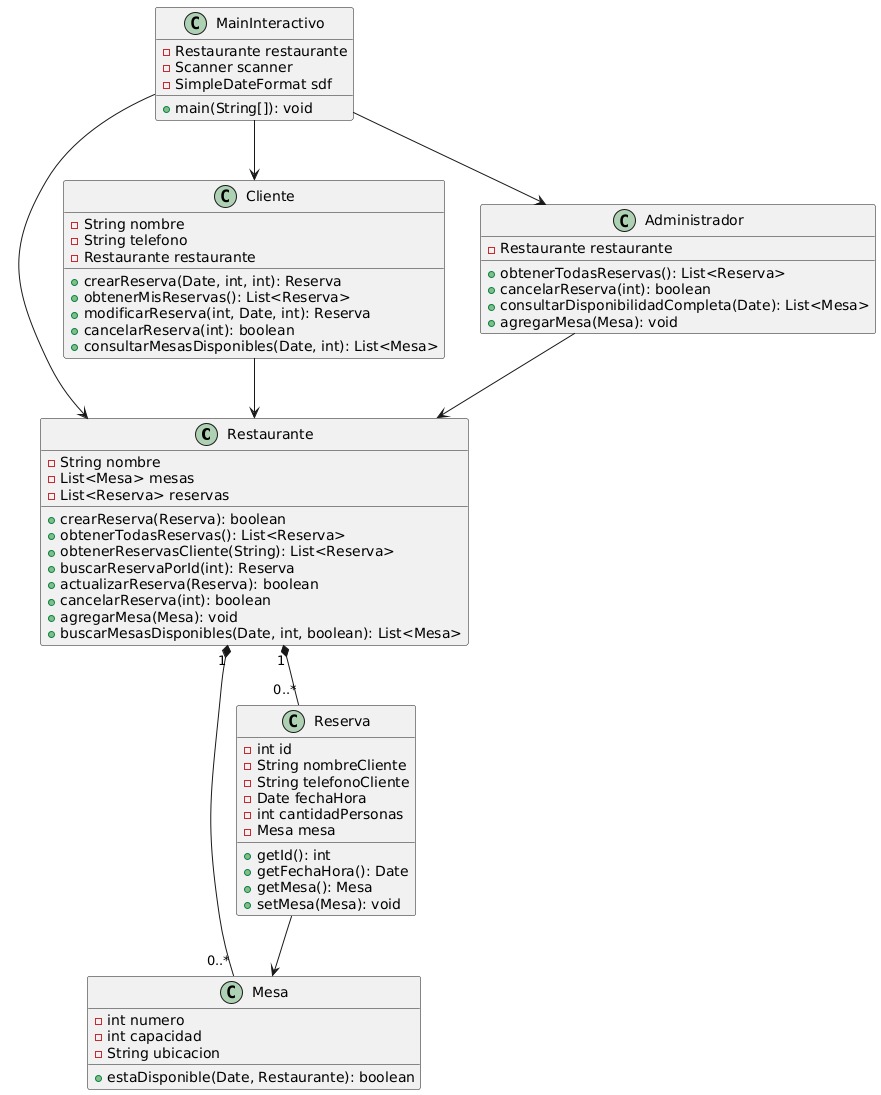 C MainInteractivo
Restaurante restaurante
Scanner scanner
SimpleDateFormat sdf
main(String[]): void
C Cliente
String nombre
String telefono
Restaurante restaurante
crearReserva(Date, int, int): Reserva
obtenerMisReservas(): List<Reserva>
modificarReserva(int, Date, int): Reserva
cancelarReserva(int): boolean
consultarMesasDisponibles(Date, int): List<Mesa>
C Administrador
Restaurante restaurante
obtenerTodasReservas(): List<Reserva>
cancelarReserva(int): boolean
consultarDisponibilidadCompleta(Date): List<Mesa>
agregarMesa(Mesa): void
C Restaurante
String nombre
List<Mesa> mesas
List<Reserva> reservas
crearReserva(Reserva): boolean
obtenerTodasReservas(): List<Reserva>
obtenerReservasCliente(String): List<Reserva>
buscarReservaPorId(int): Reserva
actualizarReserva(Reserva): boolean
cancelarReserva(int): boolean
agregarMesa(Mesa): void
buscarMesasDisponibles(Date, int, boolean): List<Mesa>
1
1
0..*
C Reserva
int id
String nombreCliente
String telefonoCliente
Date fechaHora
int cantidadPersonas
Mesa mesa
getId(): int
getFechaHora(): Date
getMesa(): Mesa
setMesa(Mesa): void
0..*
C Mesa
int numero
int capacidad
String ubicacion
estaDisponible(Date, Restaurante): boolean